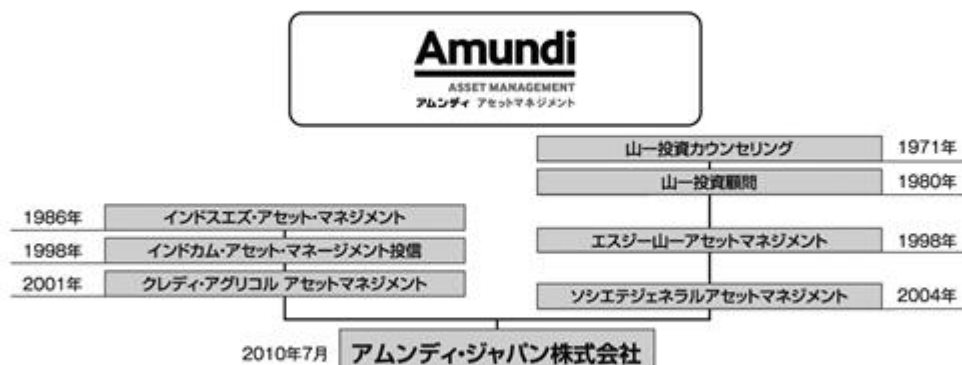 Amundi
ASSET MANAGEMENT
アムンディ アセットマネジメント
山一投資カウンセリング 1971年
山一投資顧問 1980年
1986年 インドスエズ・アセット・マネジメント
1998年 インドカム・アセット・マネージメント投信
エスジー山一アセットマネジメント 1998年
2001年 クレディ・アグリコル アセットマネジメント
ソシエテジェネラルアセットマネジメント 2004年
2010年7月 アムンディ・ジャパン株式会社